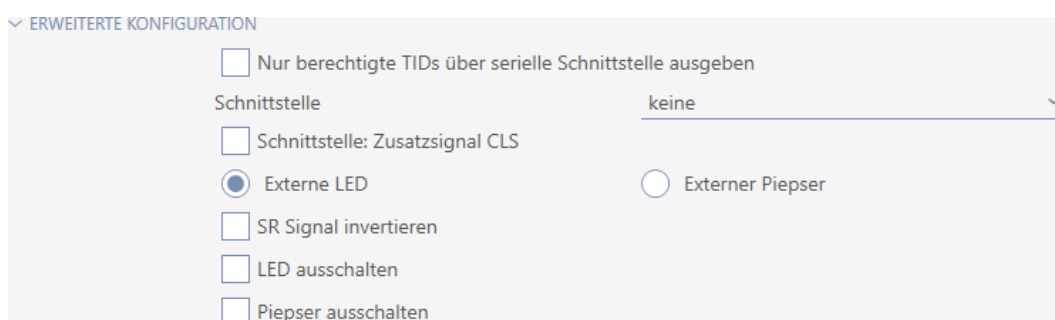 ERWEITERTE KONFIGURATION
Nur berechtigte TIDs über serielle Schnittstelle ausgeben
Schnittstelle keine
Schnittstelle: Zusatzsignal CLS
Externe LED Externer Piepser
SR Signal invertieren
LED ausschalten
Piepser ausschalten